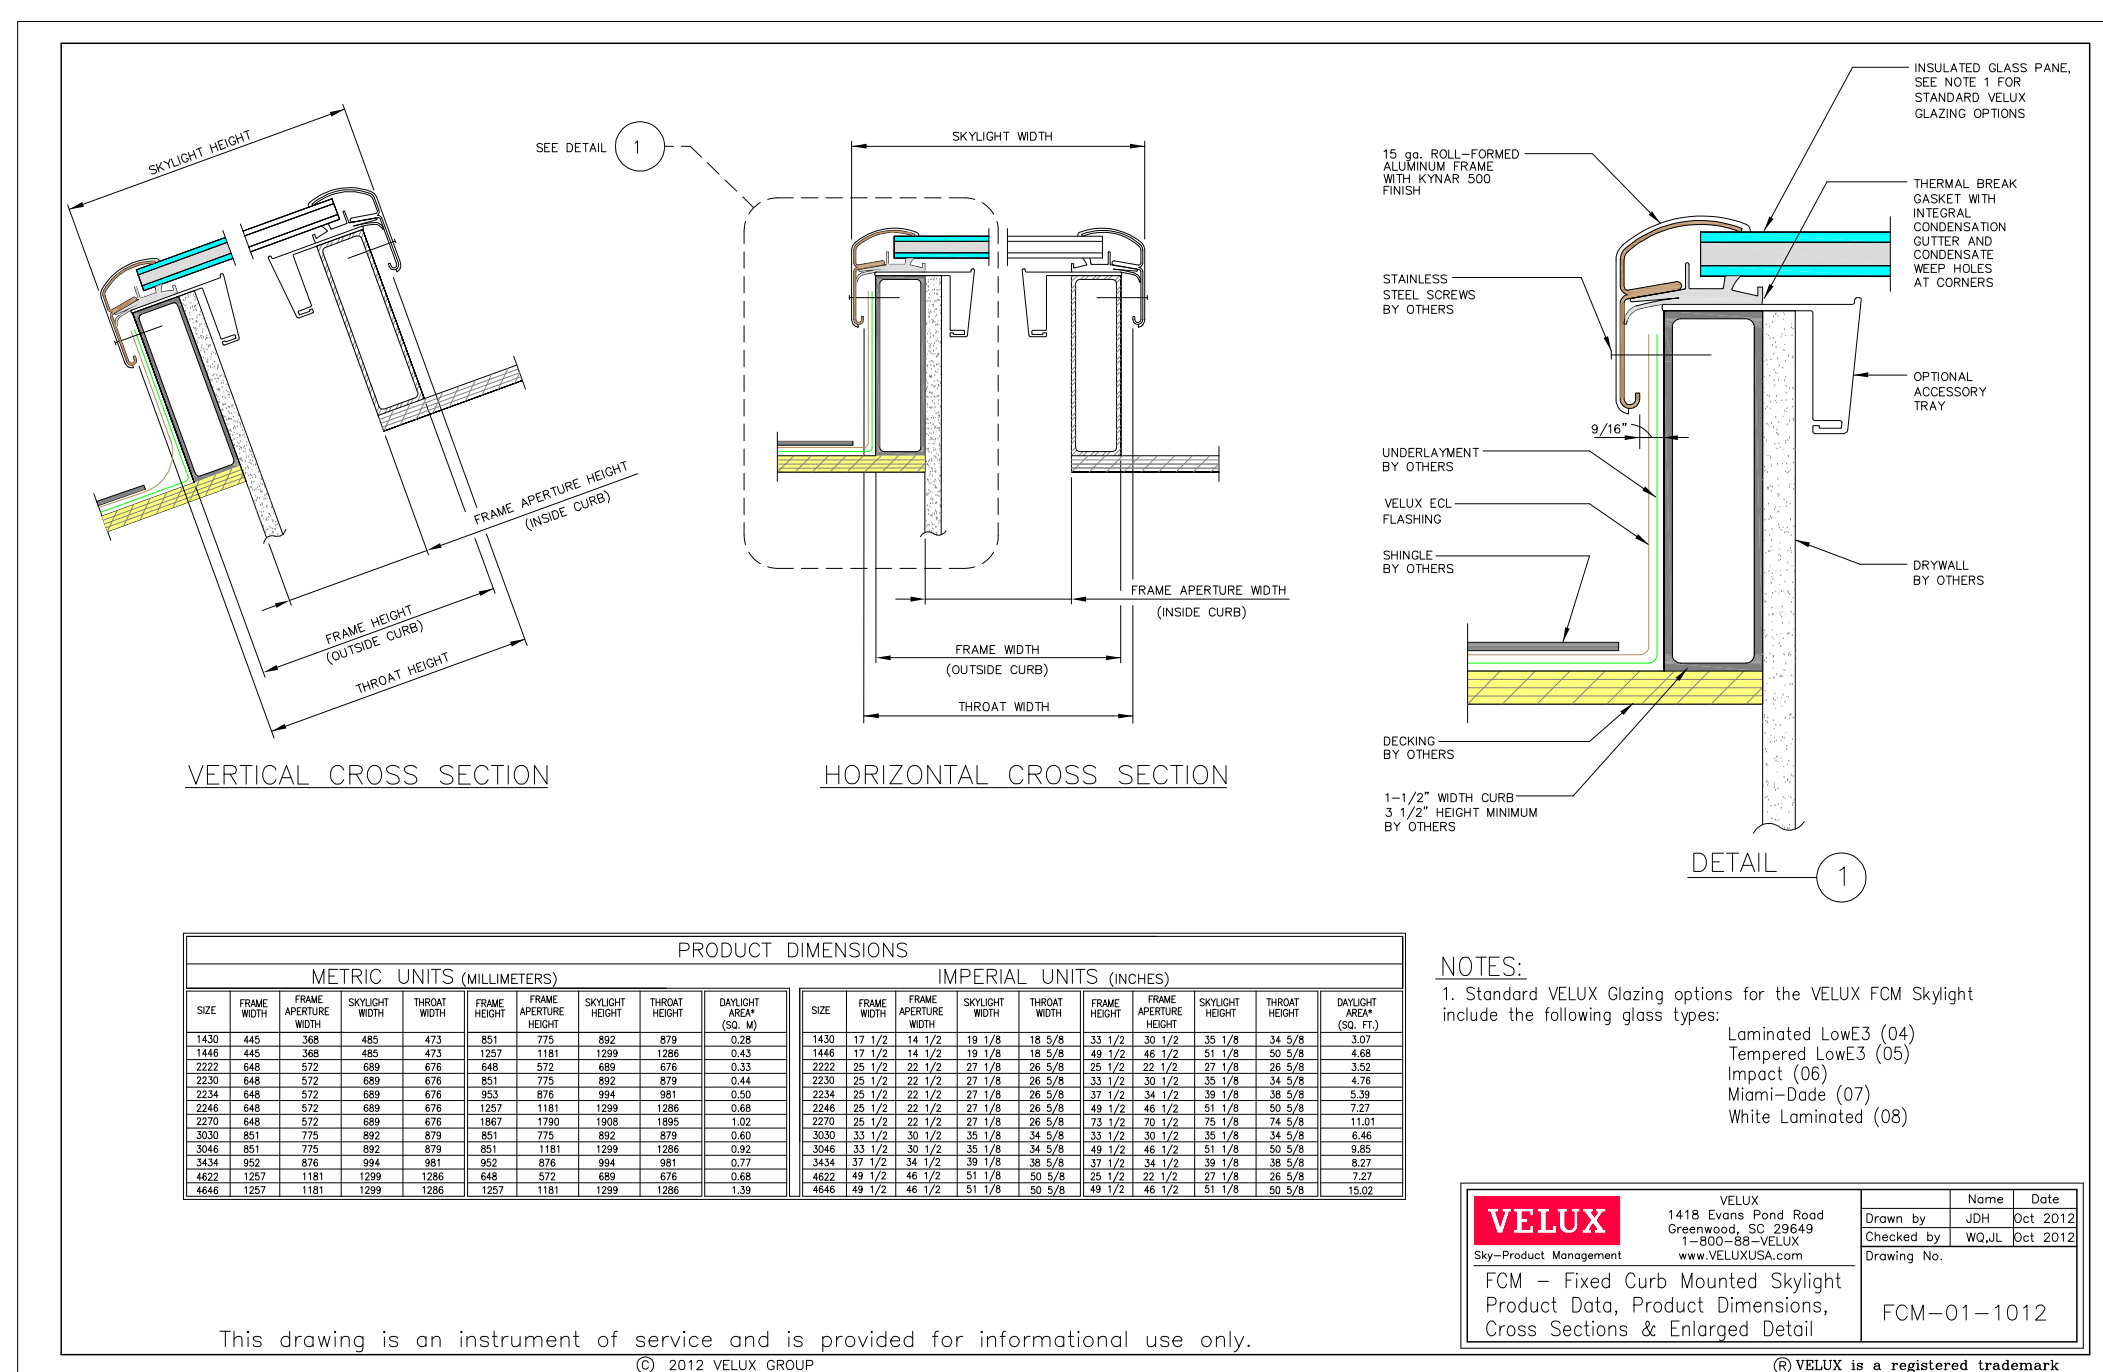 SKYLIGHT HEIGHT
FRAME APERTURE HEIGHT
(INSIDE CURB)
FRAME HEIGHT
(OUTSIDE CURB)
THROAT HEIGHT
VERTICAL CROSS SECTION
SEE DETAIL 1
SKYLIGHT WIDTH
FRAME APERTURE WIDTH
(INSIDE CURB)
FRAME WIDTH
(OUTSIDE CURB)
THROAT WIDTH
HORIZONTAL CROSS SECTION
15 ga. ROLL-FORMED
ALUMINUM FRAME
WITH KYNAR 500
FINISH
STAINLESS
STEEL SCREWS
BY OTHERS
9/16"
UNDERLAYMENT
BY OTHERS
VELUX ECL
FLASHING
SHINGLE
BY OTHERS
DECKING
BY OTHERS
1-1/2" WIDTH CURB
3 1/2" HEIGHT MINIMUM
BY OTHERS
INSULATED GLASS PANE,
SEE NOTE 1 FOR
STANDARD VELUX
GLAZING OPTIONS
THERMAL BREAK
GASKET WITH
INTEGRAL
CONDENSATION
GUTTER AND
CONDENSATE
WEEP HOLES
AT CORNERS
OPTIONAL
ACCESSORY
TRAY
DRYWALL
BY OTHERS
DETAIL 1
PRODUCT DIMENSIONS
METRIC UNITS (MILLIMETERS) IMPERIAL UNITS (INCHES)
SIZE FRAME WIDTH FRAME APERTURE WIDTH SKYLIGHT WIDTH THROAT WIDTH FRAME HEIGHT FRAME APERTURE HEIGHT SKYLIGHT HEIGHT THROAT HEIGHT DAYLIGHT AREA* (SQ. M) SIZE FRAME WIDTH FRAME APERTURE WIDTH SKYLIGHT WIDTH THROAT WIDTH FRAME HEIGHT FRAME APERTURE HEIGHT SKYLIGHT HEIGHT THROAT HEIGHT DAYLIGHT AREA* (SQ. FT.)
1430 445 368 485 473 851 775 892 879 0.28 1430 17 1/2 14 1/2 19 1/8 18 5/8 33 1/2 30 1/2 35 1/8 34 5/8 3.07
1446 445 368 485 473 1257 1181 1299 1286 0.43 1446 17 1/2 14 1/2 19 1/8 18 5/8 49 1/2 46 1/2 51 1/8 50 5/8 4.68
2222 648 572 689 676 648 572 689 676 0.33 2222 25 1/2 22 1/2 27 1/8 26 5/8 25 1/2 22 1/2 27 1/8 26 5/8 3.52
2230 648 572 689 676 851 775 892 879 0.44 2230 25 1/2 22 1/2 27 1/8 26 5/8 33 1/2 30 1/2 35 1/8 34 5/8 4.76
2234 648 572 689 676 953 876 994 981 0.50 2234 25 1/2 22 1/2 27 1/8 26 5/8 37 1/2 34 1/2 39 1/8 38 5/8 5.39
2246 648 572 689 676 1257 1181 1299 1286 0.68 2246 25 1/2 22 1/2 27 1/8 26 5/8 49 1/2 46 1/2 51 1/8 50 5/8 7.27
2270 648 572 689 676 1867 1790 1908 1895 1.02 2270 25 1/2 22 1/2 27 1/8 26 5/8 73 1/2 70 1/2 75 1/8 74 5/8 11.01
3030 851 775 892 879 851 775 892 879 0.60 3030 33 1/2 30 1/2 35 1/8 34 5/8 33 1/2 30 1/2 35 1/8 34 5/8 6.46
3046 851 775 892 879 851 1181 1299 1286 0.92 3046 33 1/2 30 1/2 35 1/8 34 5/8 49 1/2 46 1/2 51 1/8 50 5/8 9.85
3434 952 876 994 981 952 876 994 981 0.77 3434 37 1/2 34 1/2 39 1/8 38 5/8 37 1/2 34 1/2 39 1/8 38 5/8 8.27
4622 1257 1181 1299 1286 648 572 689 676 0.68 4622 49 1/2 46 1/2 51 1/8 50 5/8 25 1/2 22 1/2 27 1/8 26 5/8 7.27
4646 1257 1181 1299 1286 1257 1181 1299 1286 1.39 4646 49 1/2 46 1/2 51 1/8 50 5/8 49 1/2 46 1/2 51 1/8 50 5/8 15.02
NOTES:
1. Standard VELUX Glazing options for the VELUX FCM Skylight
include the following glass types:
Laminated LowE3 (04)
Tempered LowE3 (05)
Impact (06)
Miami-Dade (07)
White Laminated (08)
VELUX
Sky-Product Management
VELUX
1418 Evans Pond Road
Greenwood, SC 29649
1-800-88-VELUX
www.VELUXUSA.com
Name Date
Drawn by JDH Oct 2012
Checked by WQ,JL Oct 2012
Drawing No.
FCM-01-1012
FCM - Fixed Curb Mounted Skylight
Product Data, Product Dimensions,
Cross Sections & Enlarged Detail
This drawing is an instrument of service and is provided for informational use only.
© 2012 VELUX GROUP
® VELUX is a registered trademark